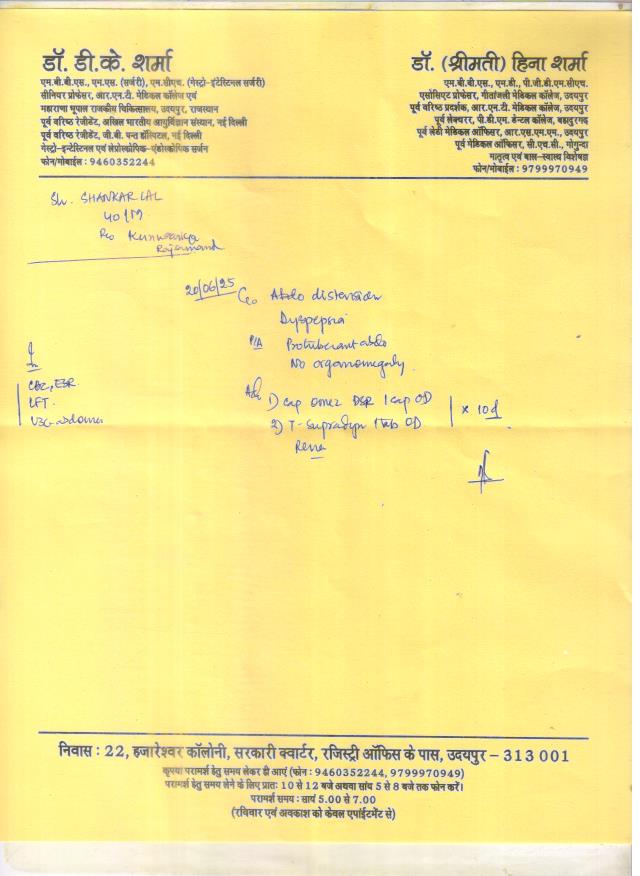 डॉ. डी.के. शर्मा
एम.बी.बी.एस., एम.एस. (सर्जरी), एम.सीएच. (गेस्ट्रो-इंटेस्टिनल सर्जरी)
सीनियर प्रोफेसर, आर.एन.टी. मेडिकल कॉलेज एवं
महाराणा भूपाल राजकीय चिकित्सालय, उदयपुर, राजस्थान
पूर्व वरिष्ठ रेजीडेंट, अखिल भारतीय आयुर्विज्ञान संस्थान, नई दिल्ली
पूर्व वरिष्ठ रेजीडेंट, जी.बी. पन्त हॉस्पिटल, नई दिल्ली
गेस्ट्रो-इन्टेस्टिनल एवं लेप्रोस्कोपिक-एंडोस्कोपिक सर्जन
फोन/मोबाईल : 9460352244
डॉ. (श्रीमती) हिना शर्मा
एम.बी.बी.एस., एम.डी., पी.जी.डी.एम.सीएच.
एसोसिएट प्रोफेसर, गीतांजली मेडिकल कॉलेज, उदयपुर
पूर्व वरिष्ठ प्रदर्शक, आर.एन.टी. मेडिकल कॉलेज, उदयपुर
पूर्व लेक्चरर, पी.डी.एम. डेन्टल कॉलेज, बहादुरगढ़
पूर्व लेडी मेडिकल ऑफिसर, आर.एस.एम.एम., उदयपुर
पूर्व मेडिकल ऑफिसर, सी.एच.सी., गोगुन्दा
मातृत्व एवं बाल-स्वास्थ्य विशेषज्ञ
फोन/मोबाईल : 9799970949
Sh. SHANKAR LAL
40/M
R/o Kunwariya
Rajsamand
20/06/25 C/o Abdo distension
Dyspepsia
P/A Protuberant abdo
No organomegaly.
CBC, ESR.
LFT.
USG-abdomen
Adv 1) Cap Omez DSR 1 cap OD
2) T-Supradyn 1 tab OD
x 10 d
निवास : 22, हजारेश्वर कॉलोनी, सरकारी क्वार्टर, रजिस्ट्री ऑफिस के पास, उदयपुर – 313 001
कृपया परामर्श हेतु समय लेकर ही आएं (फोन : 9460352244, 9799970949)
परामर्श हेतु समय लेने के लिए प्रातः 10 से 12 बजे अथवा सांय 5 से 8 बजे तक फोन करें।
परामर्श समय : सायं 5.00 से 7.00
(रविवार एवं अवकाश को केवल एपांईटमेंट से)